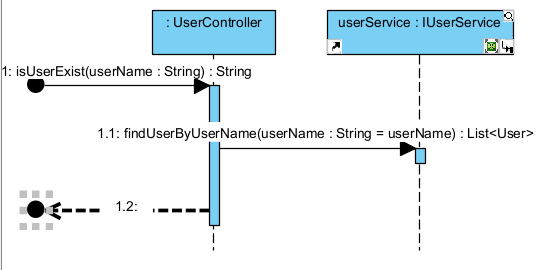 : UserController
userService : IUserService
1: isUserExist(userName : String) : String
1.1: findUserByUserName(userName : String = userName) : List<User>
1.2: